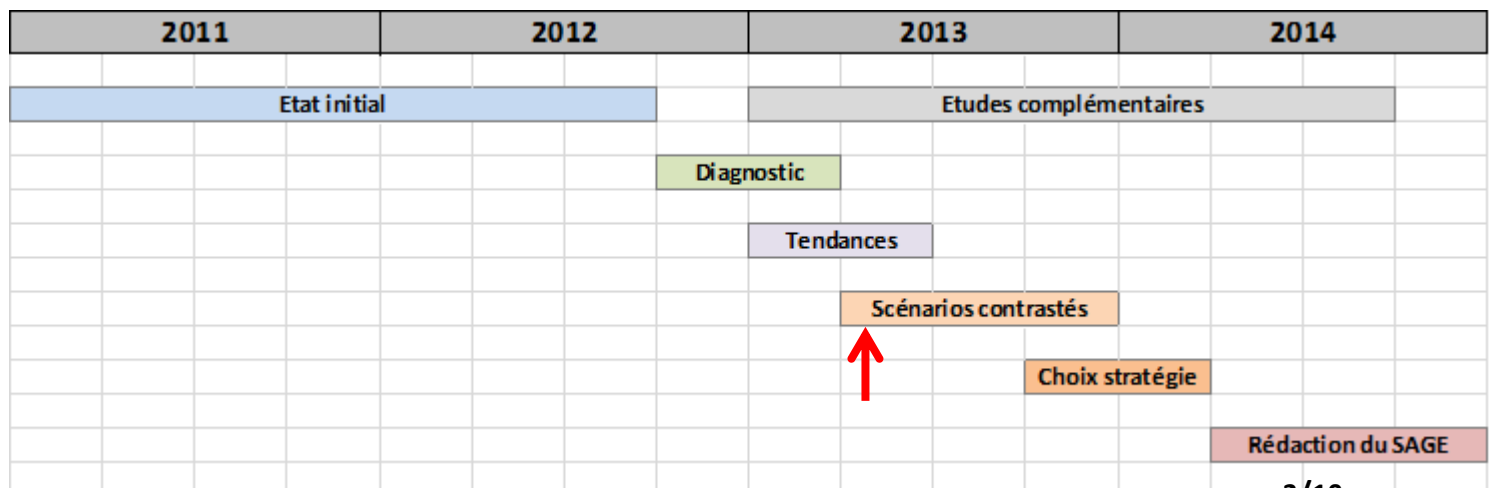 2011 2012 2013 2014
Etat initial Etudes complémentaires
Diagnostic
Tendances
Scénarios contrastés
Choix stratégie
Rédaction du SAGE